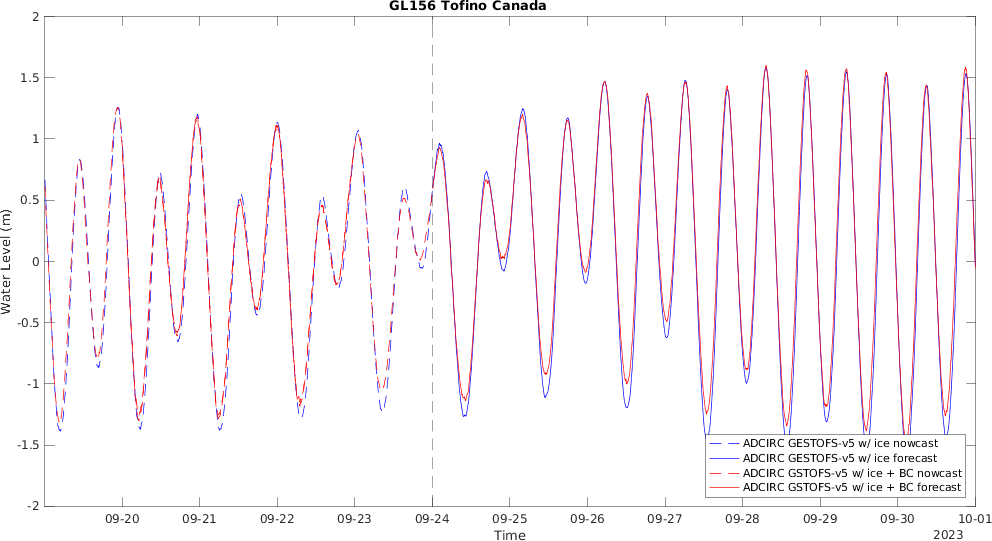 GL156 Tofino Canada
2
1.5
1
0.5
0
-0.5
-1
-1.5
-2
Water Level (m)
09-20 09-21 09-22 09-23 09-24 09-25 09-26 09-27 09-28 09-29 09-30 10-01
Time
2023
ADCIRC GESTOFS-v5 w/ ice nowcast
ADCIRC GESTOFS-v5 w/ ice forecast
ADCIRC GSTOFS-v5 w/ ice + BC nowcast
ADCIRC GSTOFS-v5 w/ ice + BC forecast